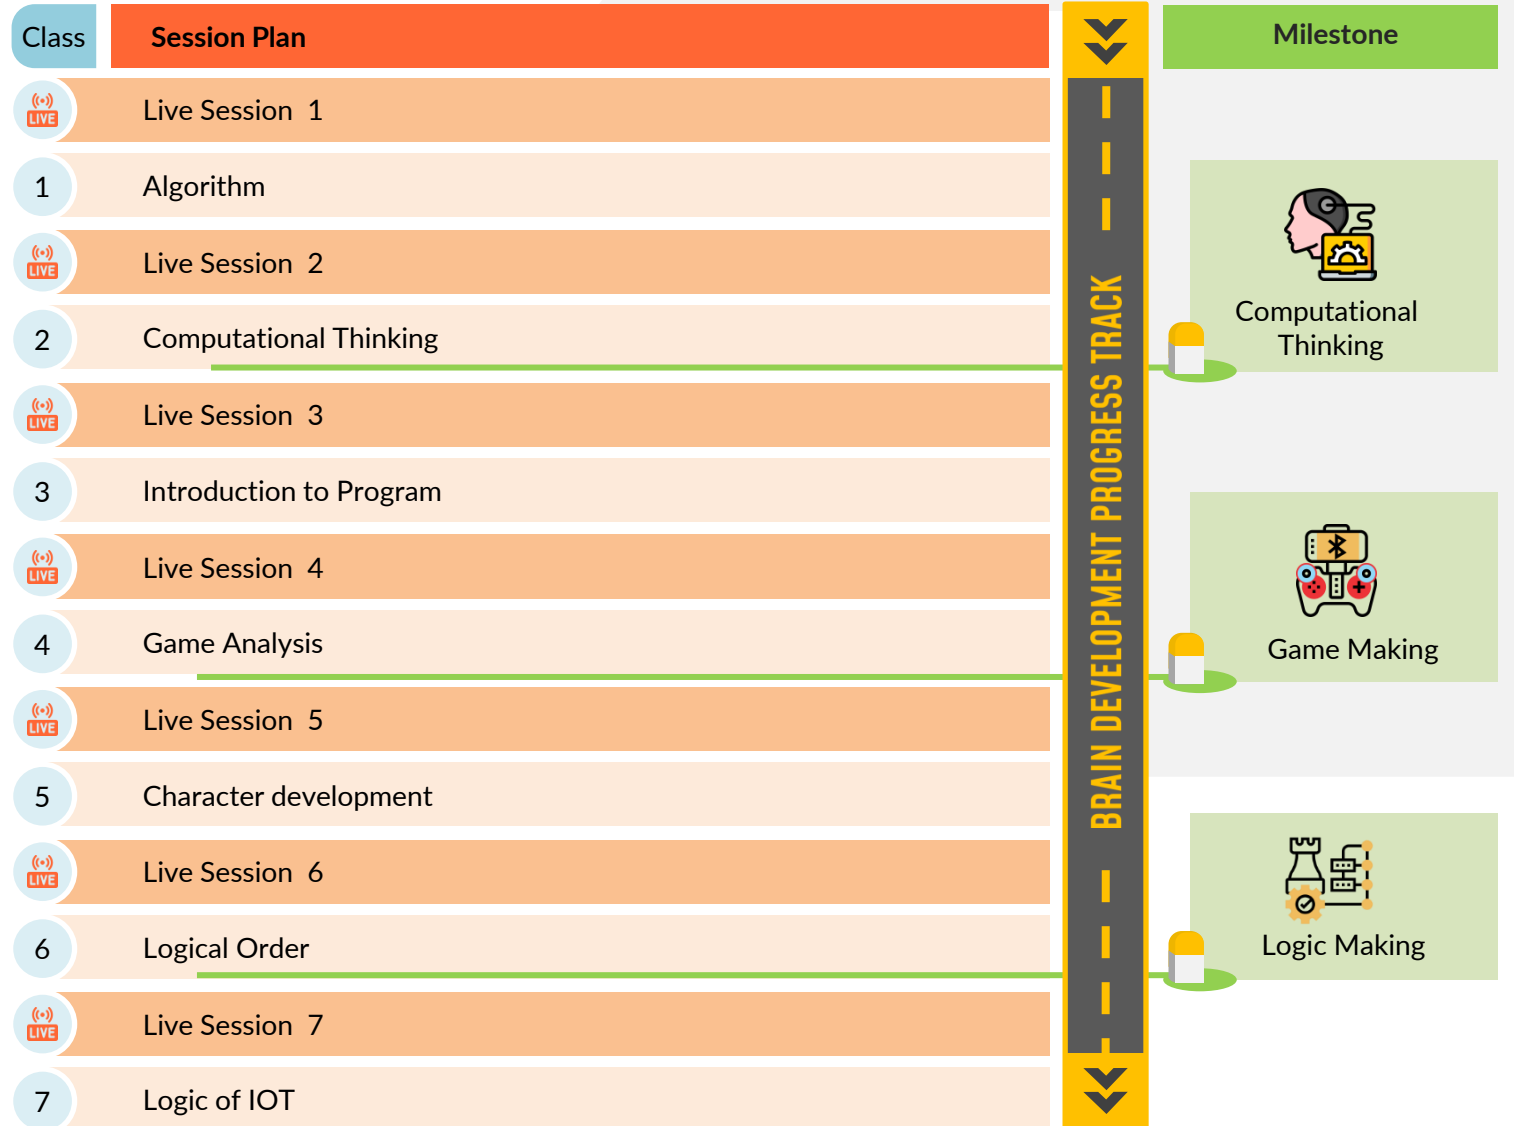 Class
Session Plan
Milestone
LIVE
Live Session 1
1
Algorithm
LIVE
Live Session 2
2
Computational Thinking
LIVE
Live Session 3
3
Introduction to Program
LIVE
Live Session 4
4
Game Analysis
LIVE
Live Session 5
5
Character development
LIVE
Live Session 6
6
Logical Order
LIVE
Live Session 7
7
Logic of IOT
BRAIN DEVELOPMENT PROGRESS TRACK
Computational
Thinking
Game Making
Logic Making